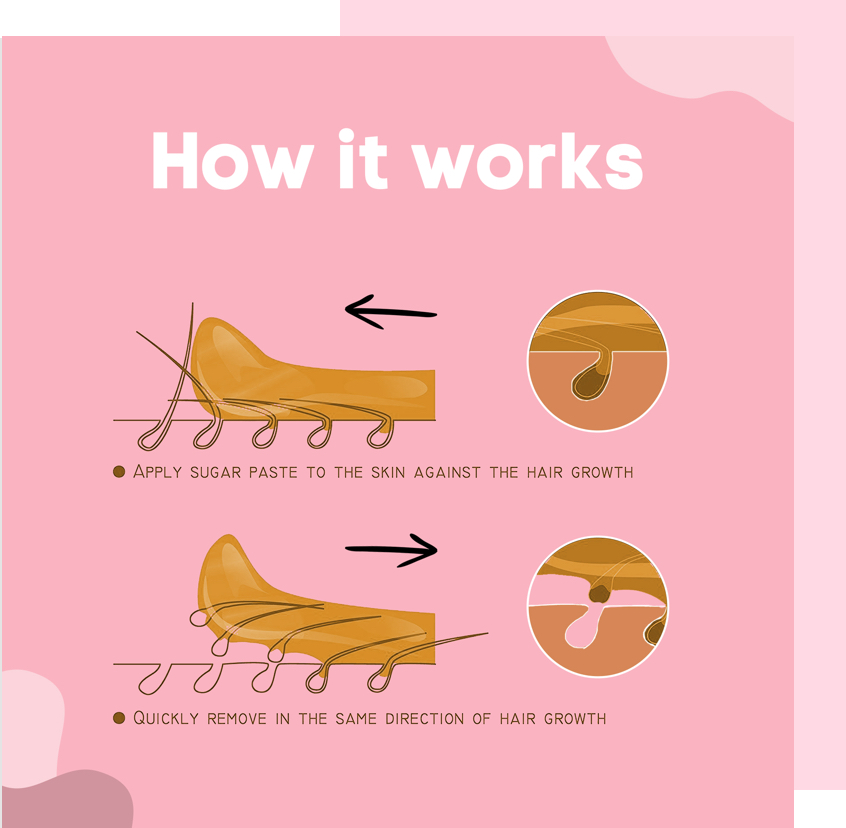 How it works
Apply sugar paste to the skin against the hair growth
Quickly remove in the same direction of hair growth